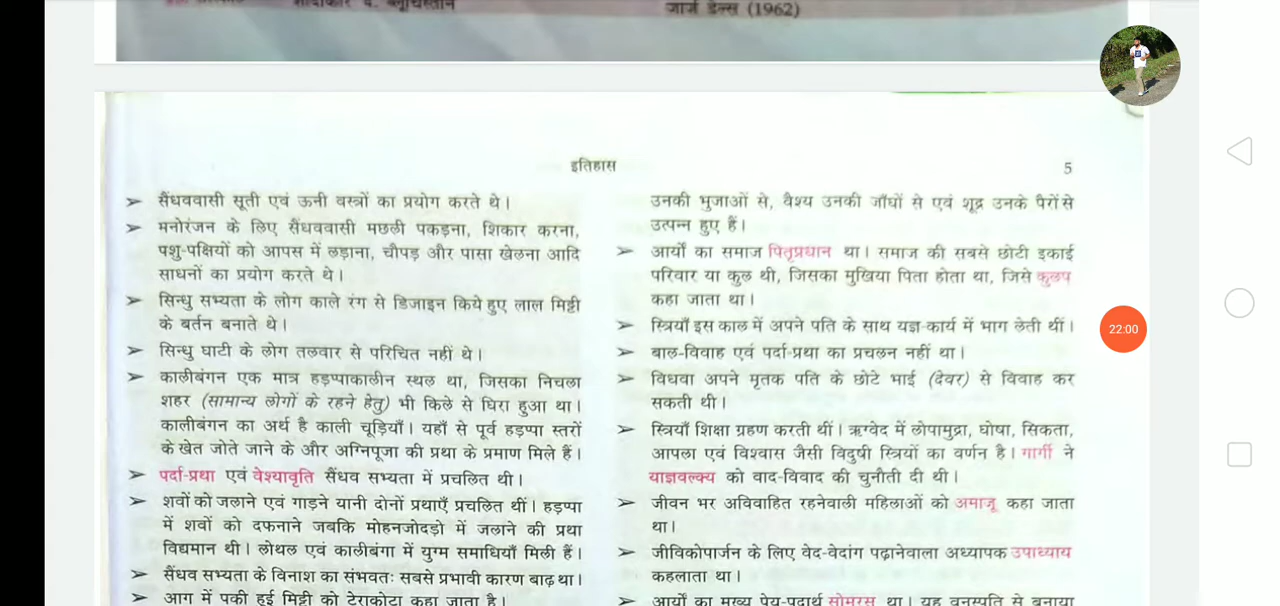 जार्ज डेल्स (1962)
इतिहास
5
➢ सैंधववासी सूती एवं ऊनी वस्त्रों का प्रयोग करते थे।
➢ मनोरंजन के लिए सैंधववासी मछली पकड़ना, शिकार करना,
पशु-पक्षियों को आपस में लड़ाना, चौपड़ और पासा खेलना आदि
साधनों का प्रयोग करते थे।
➢ सिन्धु सभ्यता के लोग काले रंग से डिजाइन किये हुए लाल मिट्टी
के बर्तन बनाते थे।
➢ सिन्धु घाटी के लोग तलवार से परिचित नहीं थे।
➢ कालीबंगन एक मात्र हड़प्पाकालीन स्थल था, जिसका निचला
शहर (सामान्य लोगों के रहने हेतु) भी किले से घिरा हुआ था।
कालीबंगन का अर्थ है काली चूड़ियाँ। यहाँ से पूर्व हड़प्पा स्तरों
के खेत जोते जाने के और अग्निपूजा की प्रथा के प्रमाण मिले हैं।
➢ पर्दा-प्रथा एवं वेश्यावृति सैंधव सभ्यता में प्रचलित थी।
➢ शवों को जलाने एवं गाड़ने यानी दोनों प्रथाएँ प्रचलित थीं। हड़प्पा
में शवों को दफनाने जबकि मोहनजोदड़ो में जलाने की प्रथा
विद्यमान थी। लोथल एवं कालीबंगा में युग्म समाधियाँ मिली हैं।
➢ सैंधव सभ्यता के विनाश का संभवतः सबसे प्रभावी कारण बाढ़ था।
➢ आग में पकी हुई मिट्टी को टेराकोटा कहा जाता है।
उनकी भुजाओं से, वैश्य उनकी जाँघों से एवं शूद्र उनके पैरों से
उत्पन्न हुए हैं।
➢ आर्यों का समाज पितृप्रधान था। समाज की सबसे छोटी इकाई
परिवार या कुल थी, जिसका मुखिया पिता होता था, जिसे कुलप
कहा जाता था।
➢ स्त्रियाँ इस काल में अपने पति के साथ यज्ञ-कार्य में भाग लेती थीं।
➢ बाल-विवाह एवं पर्दा-प्रथा का प्रचलन नहीं था।
➢ विधवा अपने मृतक पति के छोटे भाई (देवर) से विवाह कर
सकती थी।
➢ स्त्रियाँ शिक्षा ग्रहण करती थीं। ऋग्वेद में लोपामुद्रा, घोषा, सिकता,
आपला एवं विश्वास जैसी विदुषी स्त्रियों का वर्णन है। गार्गी ने
याज्ञवल्क्य को वाद-विवाद की चुनौती दी थी।
➢ जीवन भर अविवाहित रहनेवाली महिलाओं को अमाजू कहा जाता
था।
➢ जीविकोपार्जन के लिए वेद-वेदांग पढ़ानेवाला अध्यापक उपाध्याय
कहलाता था।
➢ आर्यों का मुख्य पेय-पदार्थ सोमरस था। यह वनस्पति से बनाया
22:00